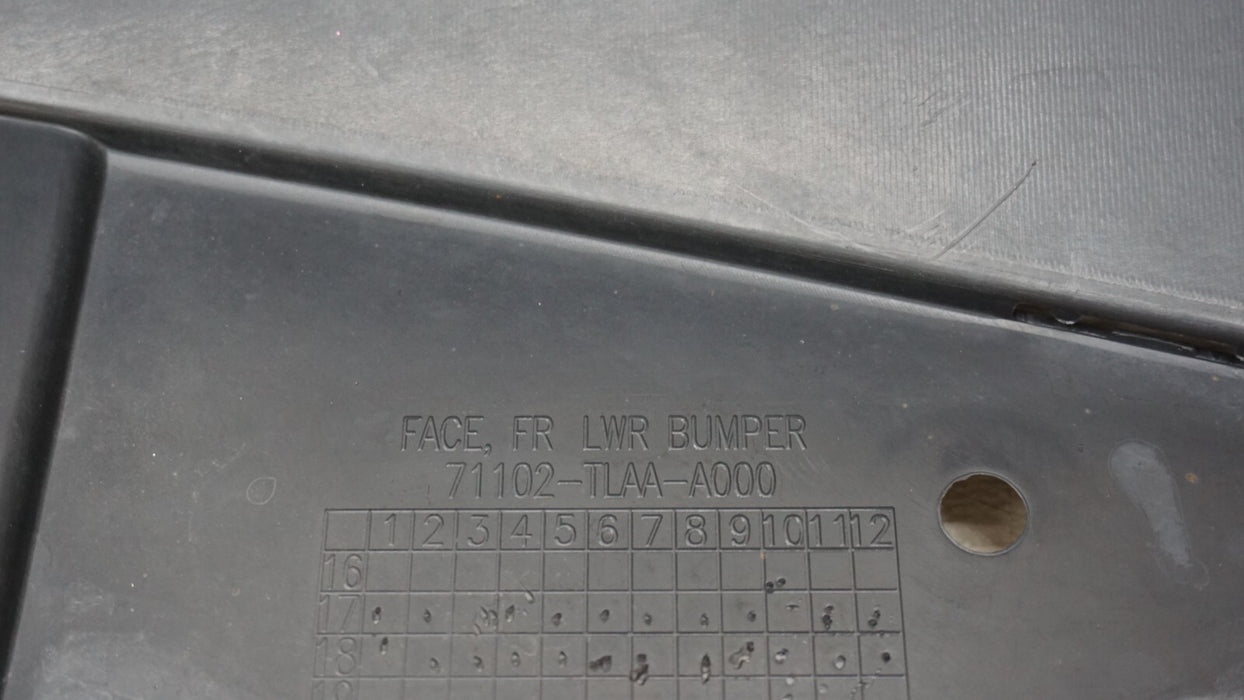 FACE, FR LWR BUMPER
71102-TLAA-A000
1 2 3 4 5 6 7 8 9 10 11 12
16
17
18